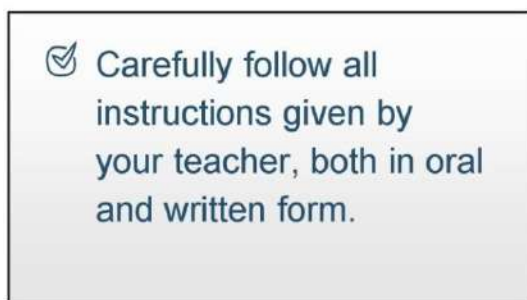 Carefully follow all
instructions given by
your teacher, both in oral
and written form.